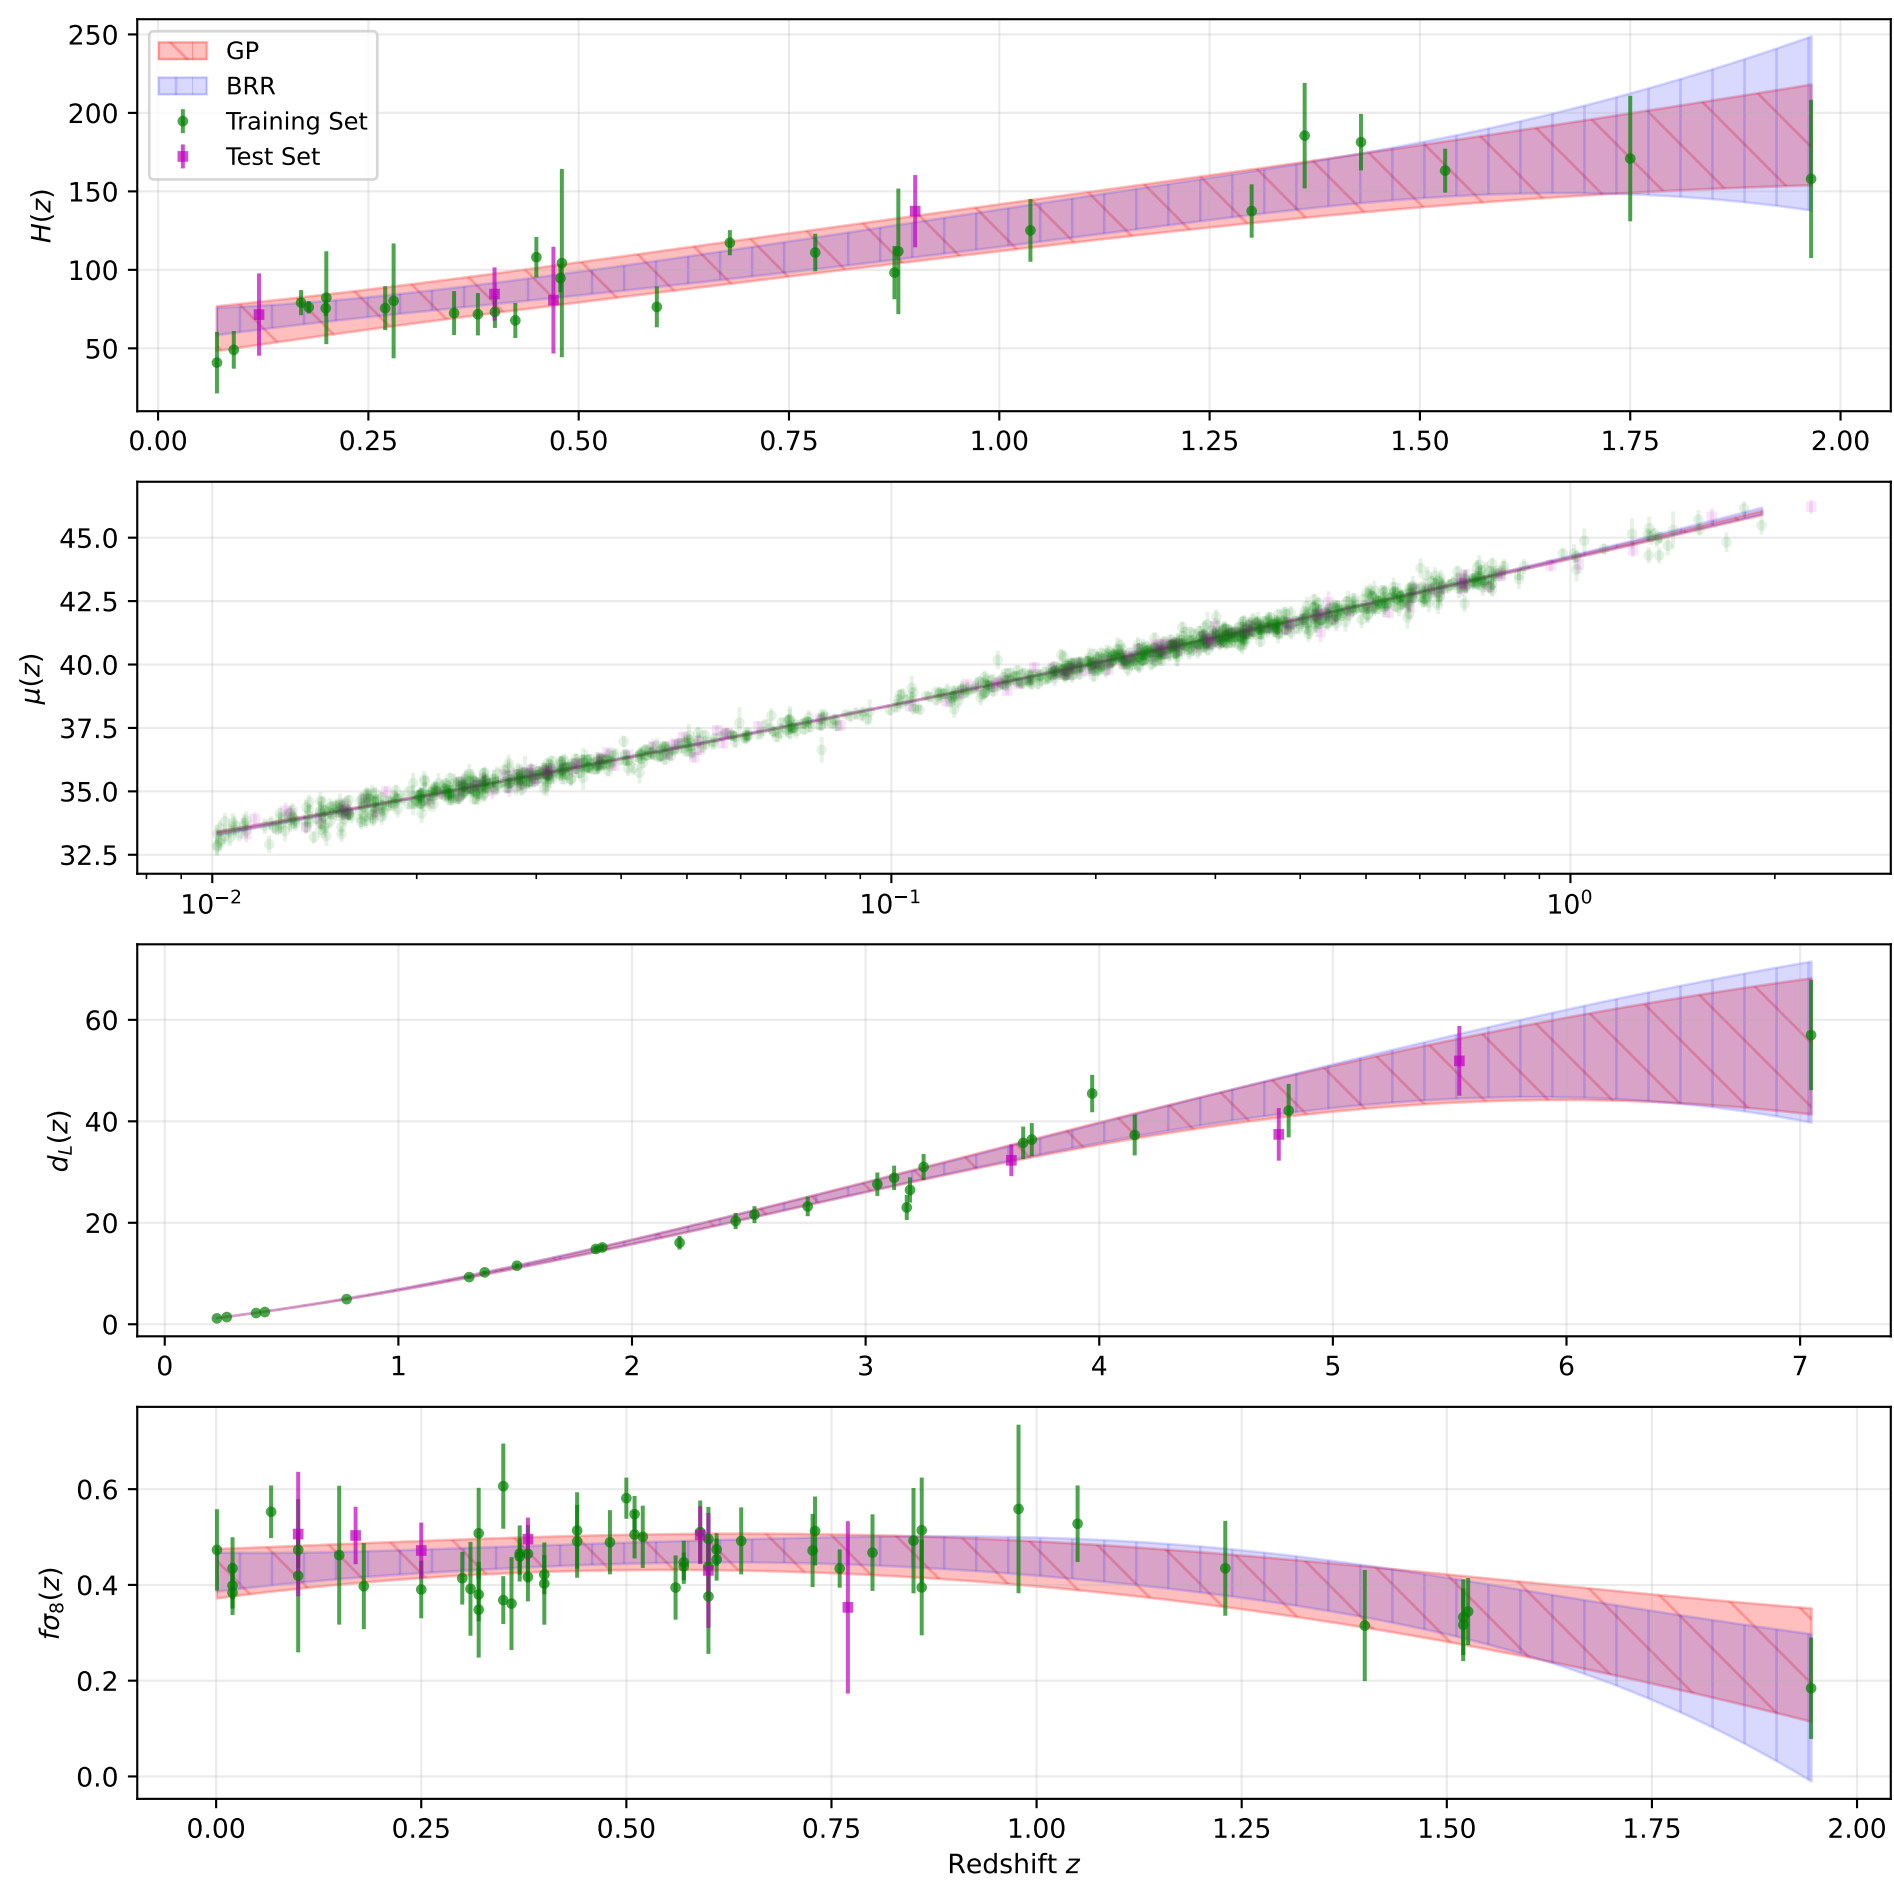 250
200
150
100
50
H(z)
GP
BRR
Training Set
Test Set
0.00 0.25 0.50 0.75 1.00 1.25 1.50 1.75 2.00
45.0
42.5
40.0
37.5
35.0
32.5
μ(z)
10⁻² 10⁻¹ 10⁰
60
40
20
0
d_L(z)
0 1 2 3 4 5 6 7
0.6
0.4
0.2
0.0
fσ₈(z)
0.00 0.25 0.50 0.75 1.00 1.25 1.50 1.75 2.00
Redshift z